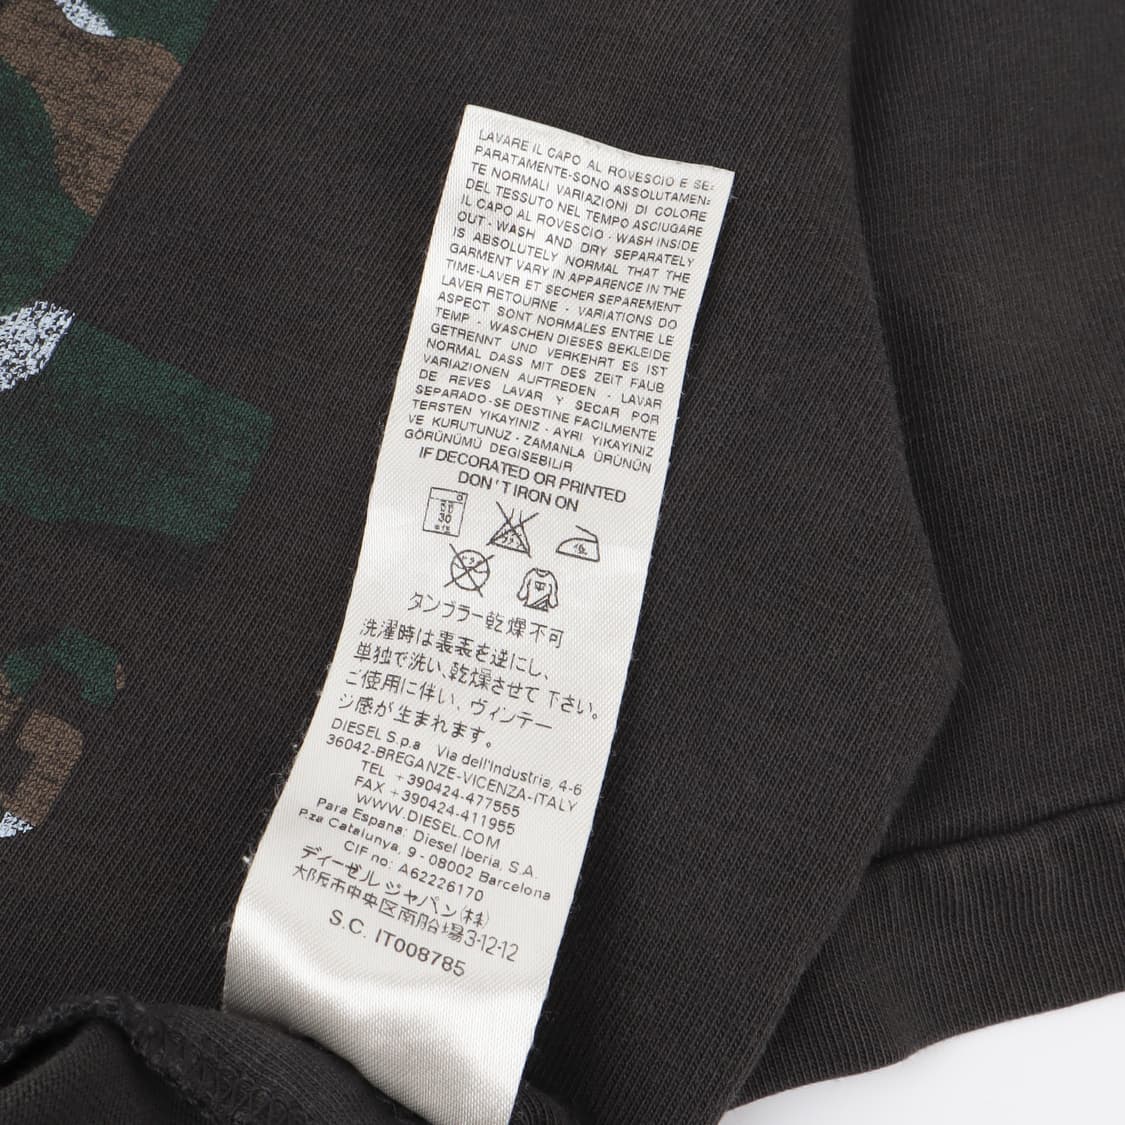 LAVARE IL CAPO AL ROVESCIO E SE-
PARATAMENTE-SONO ASSOLUTAMEN-
TE NORMALI VARIAZIONI DI COLORE
DEL TESSUTO NEL TEMPO ASCIUGARE
IL CAPO AL ROVESCIO - WASH INSIDE
OUT - WASH AND DRY SEPARATELY
IS ABSOLUTELY NORMAL THAT THE
GARMENT VARY IN APPARENCE IN THE
TIME-LAVER ET SECHER SEPAREMENT
LAVER RETOURNE - VARIATIONS DO
ASPECT SONT NORMALES ENTRE LE
TEMP - WASCHEN DIESES BEKLEIDE
GETRENNT UND VERKEHRT ES IST
NORMAL DASS MIT DES ZEIT FAUB
VARIAZIONEN AUFTREDEN - LAVAR
DE REVES LAVAR Y SECAR POR
SEPARADO-SE DESTINE FACILMENTE
TERSTEN YIKAYINIZ - AYRI YIKAYINIZ
VE KURUTUNUZ - ZAMANLA ÜRÜNÜN
GÖRÜNÜMÜ DEGISEBILIR
IF DECORATED OR PRINTED
DON'T IRON ON
30
タンブラー乾燥不可
洗濯時は裏表を逆にし、
単独で洗い、乾燥させて下さい。
ご使用に伴い、ヴィンテー
ジ感が生まれます。
DIESEL S.p.a Via dell'Industria, 4-6
36042-BREGANZE-VICENZA-ITALY
TEL +390424-477555
FAX +390424-411955
WWW.DIESEL.COM
Para Espana: Diesel Iberia, S.A.
P.za Catalunya, 9 - 08002 Barcelona
CIF no: A62226170
ディーゼル ジャパン(株)
大阪市中央区南船場3-12-12
S.C. IT008785